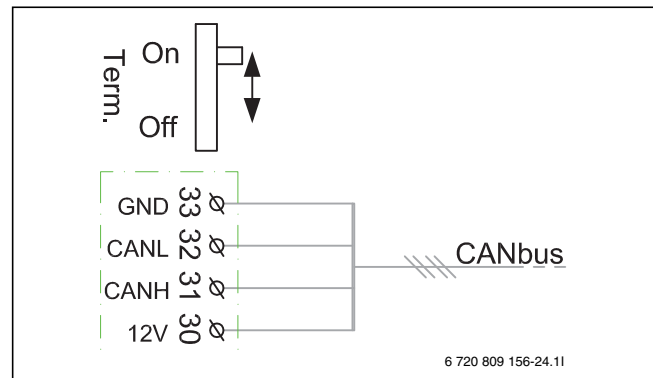 Term.
On
Off
GND 33
CANL 32
CANH 31
12V 30
CANbus
6 720 809 156-24.1I